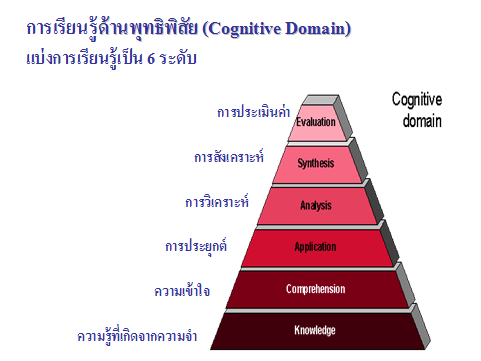 การเรียนรู้ด้านพุทธิพิสัย (Cognitive Domain)
แบ่งการเรียนรู้เป็น 6 ระดับ
Cognitive
domain
การประเมินค่า
Evaluation
การสังเคราะห์
Synthesis
การวิเคราะห์
Analysis
การประยุกต์
Application
ความเข้าใจ
Comprehension
ความรู้ที่เกิดจากความจำ
Knowledge